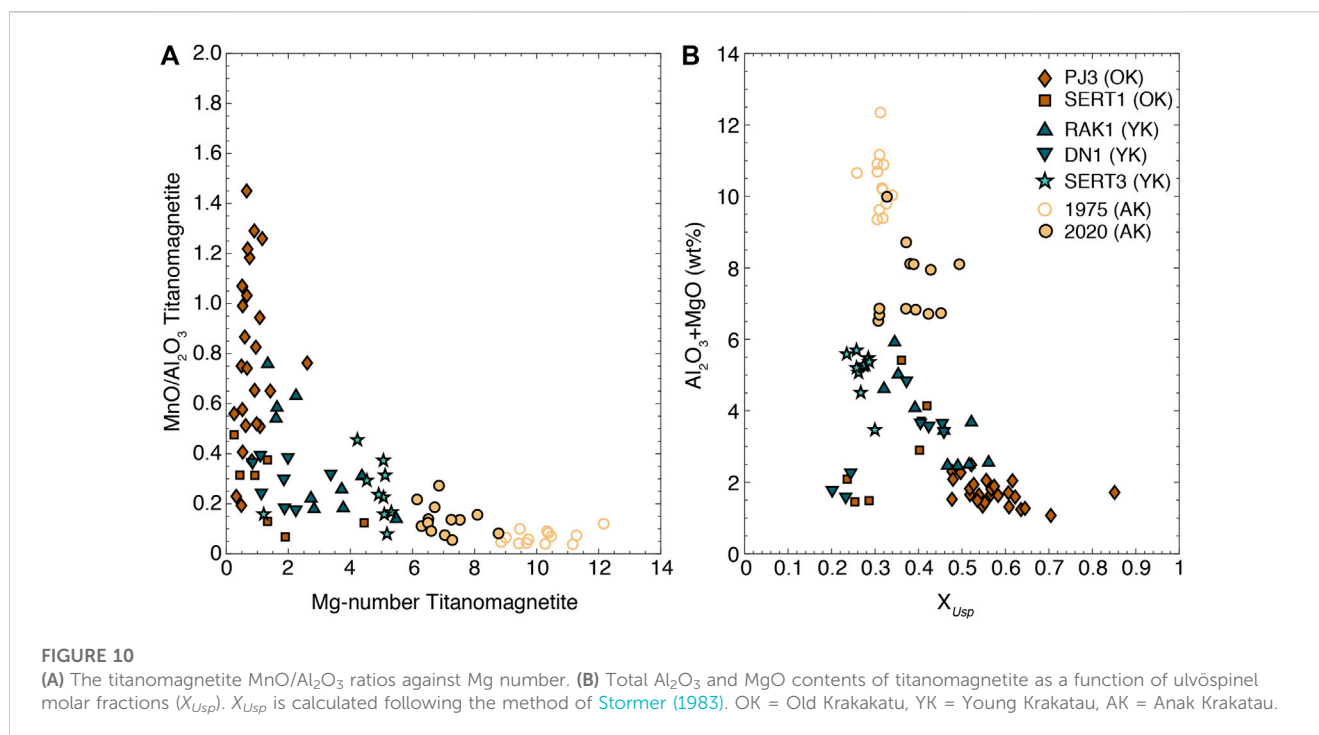 A
2.0
1.8
1.6
1.4
1.2
1.0
0.8
0.6
0.4
0.2
0
MnO/Al₂O₃ Titanomagnetite
0 2 4 6 8 10 12 14
Mg-number Titanomagnetite
B
14
12
10
8
6
4
2
0
Al₂O₃+MgO (wt%)
0 0.1 0.2 0.3 0.4 0.5 0.6 0.7 0.8 0.9 1
X_Usp
PJ3 (OK)
SERT1 (OK)
RAK1 (YK)
DN1 (YK)
SERT3 (YK)
1975 (AK)
2020 (AK)
FIGURE 10
(A) The titanomagnetite MnO/Al₂O₃ ratios against Mg number. (B) Total Al₂O₃ and MgO contents of titanomagnetite as a function of ulvöspinel
molar fractions (X_Usp). X_Usp is calculated following the method of Stormer (1983). OK = Old Krakakatu, YK = Young Krakatau, AK = Anak Krakatau.